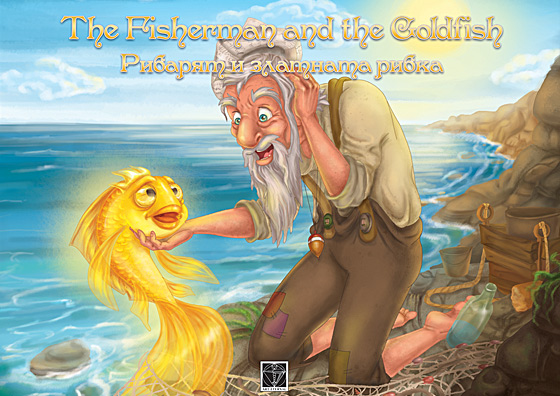 The Fisherman and the Goldfish
Рибарят и златната рибка